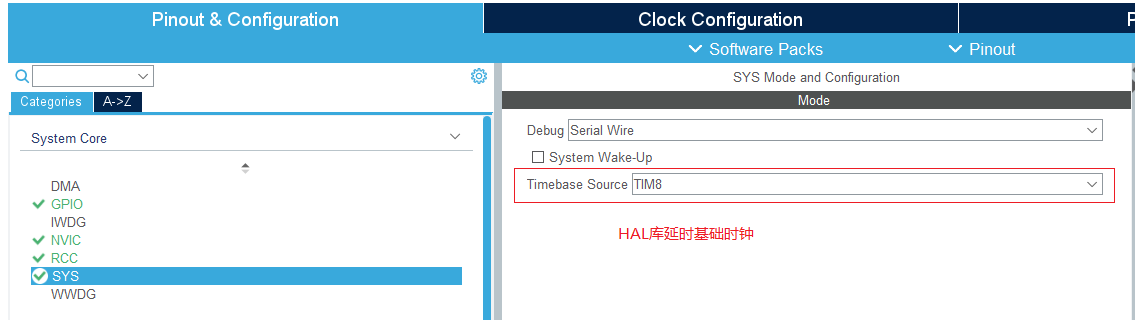 Pinout & Configuration
Clock Configuration
P
Software Packs
Pinout
Categories
A->Z
System Core
DMA
GPIO
IWDG
NVIC
RCC
SYS
WWDG
SYS Mode and Configuration
Mode
Debug Serial Wire
System Wake-Up
Timebase Source TIM8
HAL库延时基础时钟